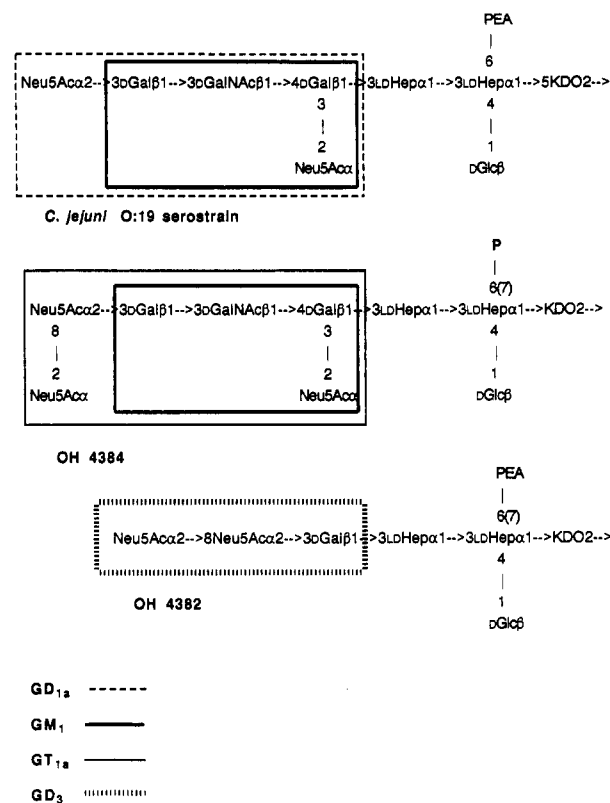 PEA
|
6
Neu5Acα2-->3DGalβ1-->3DGalNAcβ1-->4DGalβ1-->3LDHepα1-->3LDHepα1-->5KDO2-->
3 4
| |
2 1
Neu5Acα DGlcβ
C. jejuni O:19 serostrain
P
|
6(7)
Neu5Acα2-->3DGalβ1-->3DGalNAcβ1-->4DGalβ1-->3LDHepα1-->3LDHepα1-->KDO2-->
8 3 4
| | |
2 2 1
Neu5Acα Neu5Acα DGlcβ
OH 4384
PEA
|
6(7)
Neu5Acα2-->8Neu5Acα2-->3DGalβ1-->3LDHepα1-->3LDHepα1-->KDO2-->
4
|
1
DGlcβ
OH 4382
GD1a
GM1
GT1a
GD3